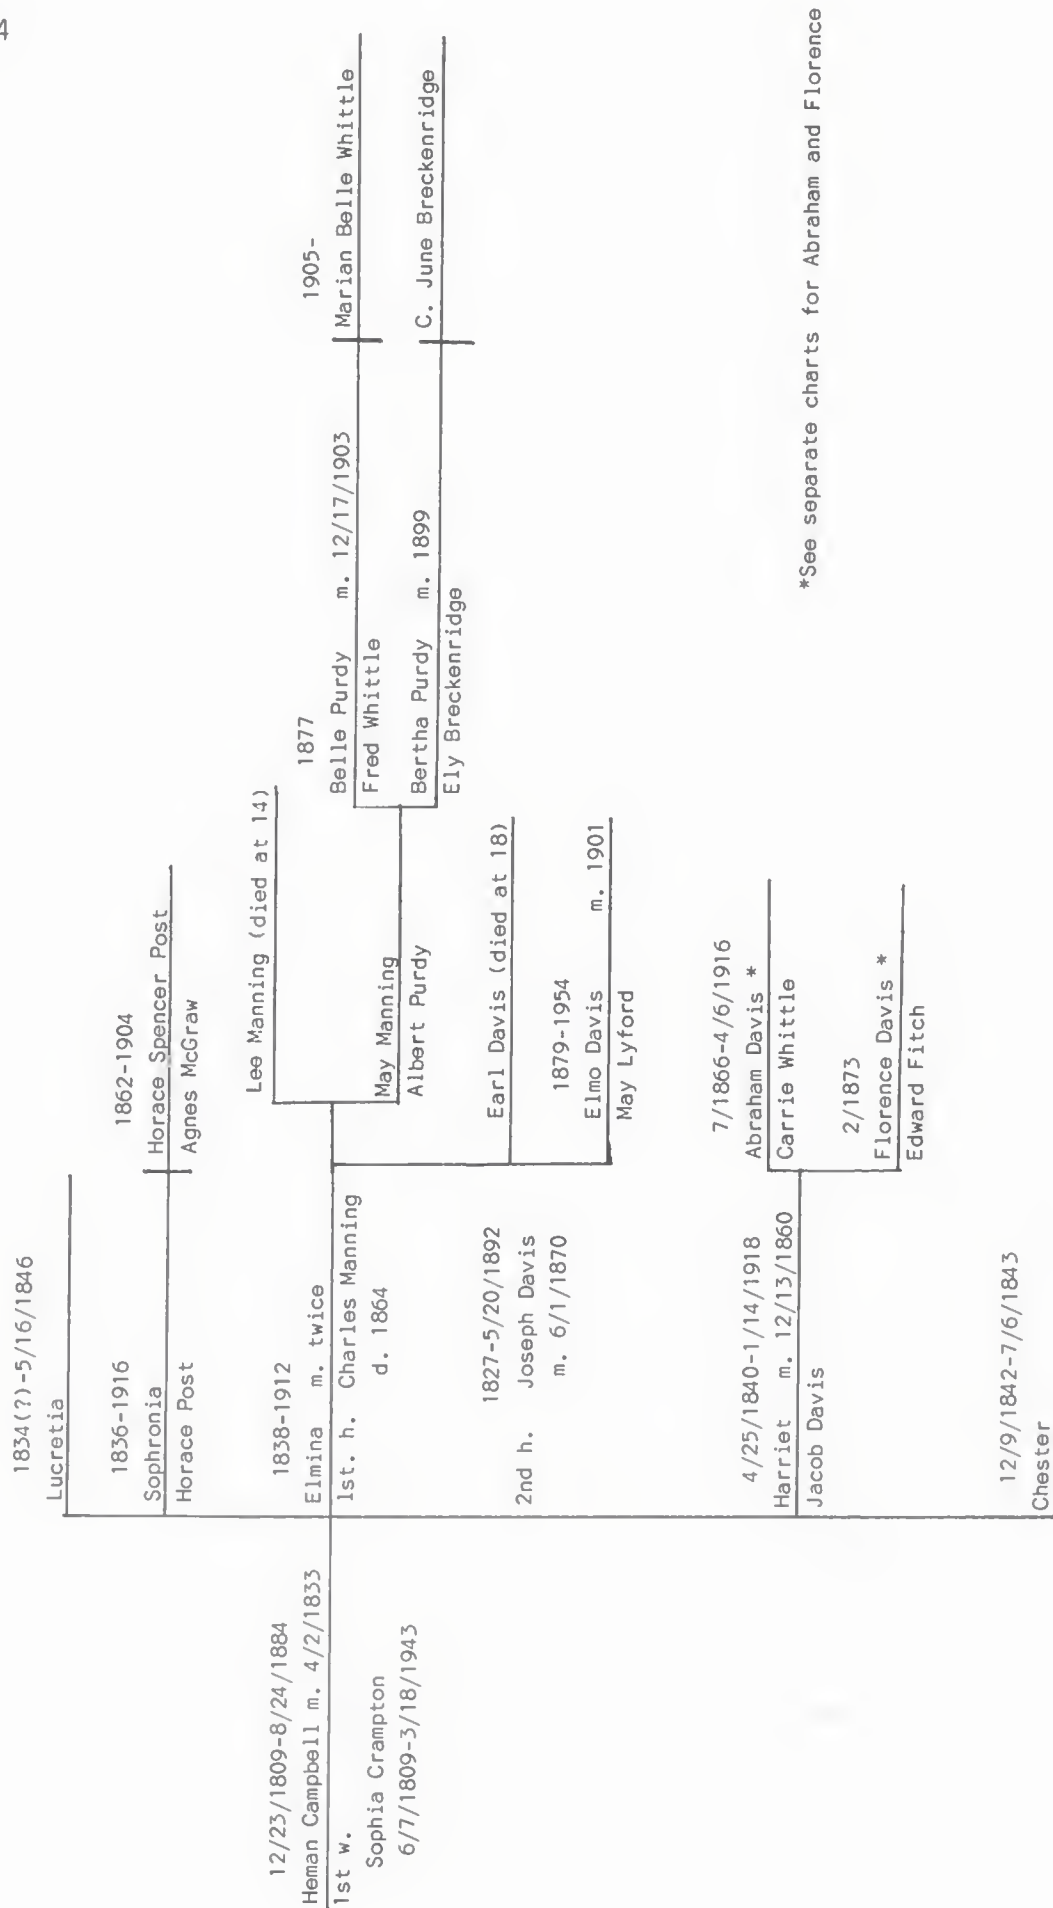 4
12/23/1809-8/24/1884
Heman Campbell m. 4/2/1833
1st w.
Sophia Crampton
6/7/1809-3/18/1943
1834(?)-5/16/1846
Lucretia
1836-1916
Sophronia
Horace Post
1862-1904
Horace Spencer Post
Agnes McGraw
1838-1912
Elmina m. twice
1st. h. Charles Manning
d. 1864
Lee Manning (died at 14)
May Manning
Albert Purdy
1877
Belle Purdy m. 12/17/1903
Fred Whittle
1905-
Marian Belle Whittle
Bertha Purdy m. 1899
Ely Breckenridge
C. June Breckenridge
1827-5/20/1892
2nd h. Joseph Davis
m. 6/1/1870
Earl Davis (died at 18)
1879-1954
Elmo Davis m. 1901
May Lyford
4/25/1840-1/14/1918
Harriet m. 12/13/1860
Jacob Davis
7/1866-4/6/1916
Abraham Davis *
Carrie Whittle
2/1873
Florence Davis *
Edward Fitch
12/9/1842-7/6/1843
Chester
*See separate charts for Abraham and Florence